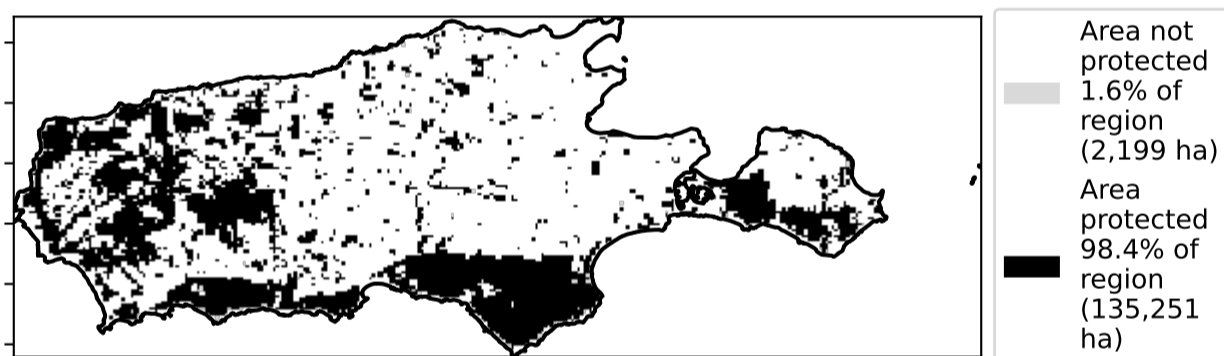 Area not
protected
1.6% of
region
(2,199 ha)
Area
protected
98.4% of
region
(135,251
ha)